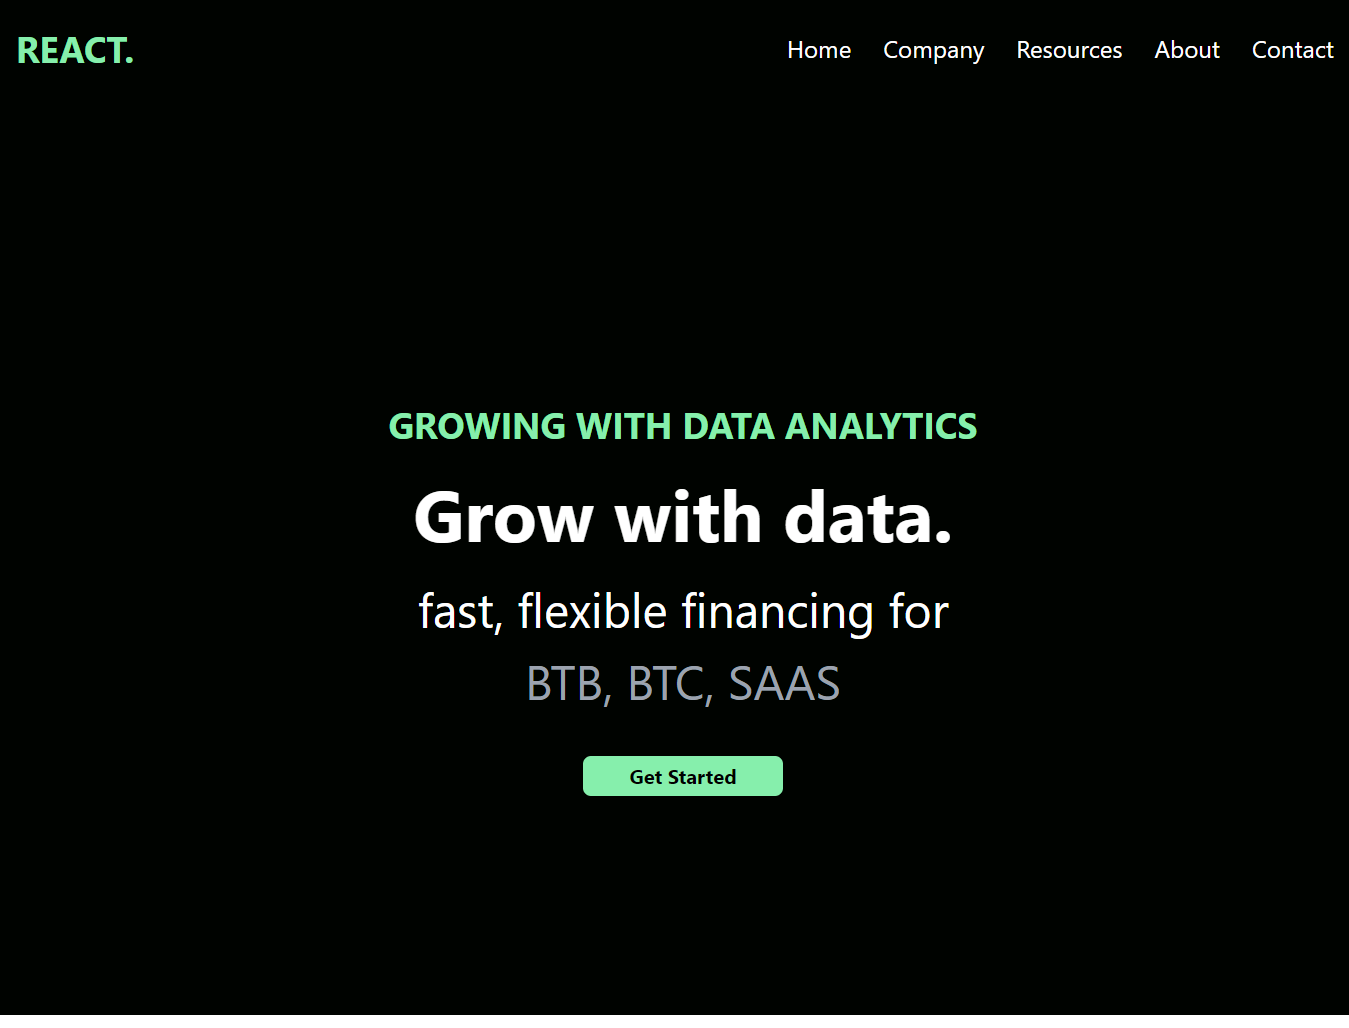 REACT.
Home Company Resources About Contact
GROWING WITH DATA ANALYTICS
Grow with data.
fast, flexible financing for
BTB, BTC, SAAS
Get Started